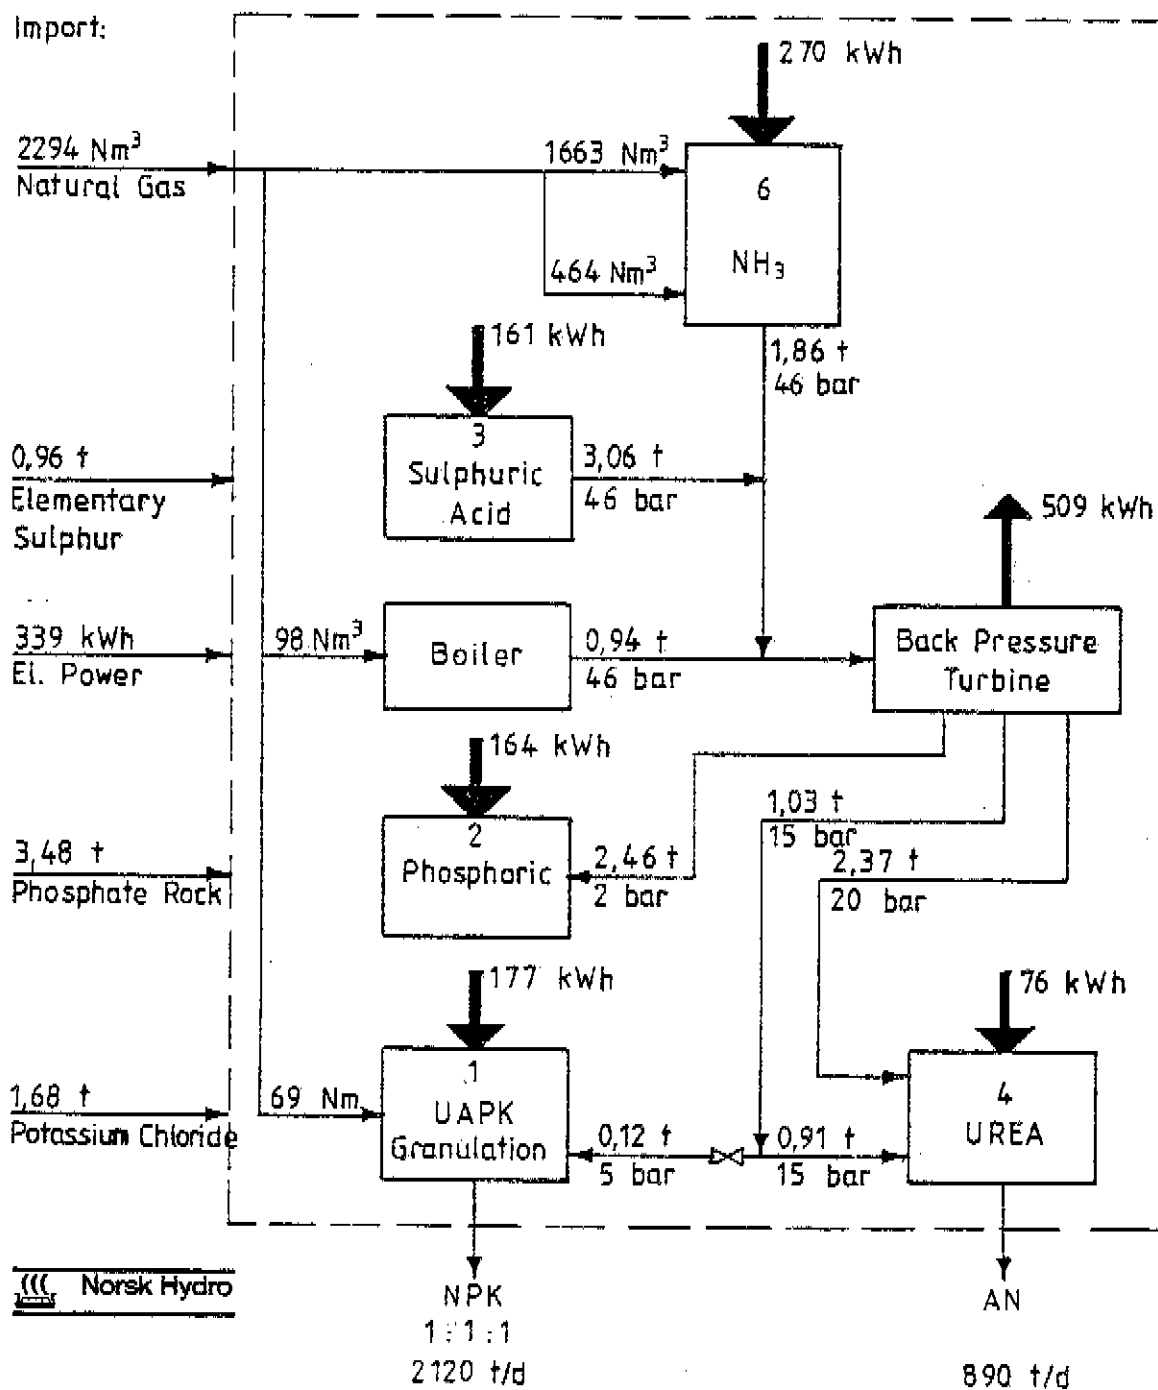 Import:
270 kWh
2294 Nm³
Natural Gas
1663 Nm³
6
NH₃
464 Nm³
161 kWh
1,86 t
46 bar
0,96 t
Elementary
Sulphur
3
Sulphuric
Acid
3,06 t
46 bar
509 kWh
339 kWh
El. Power
98 Nm³
Boiler
0,94 t
46 bar
Back Pressure
Turbine
164 kWh
1,03 t
15 bar
3,48 t
Phosphate Rock
2
Phosphoric
2,46 t
2 bar
2,37 t
20 bar
177 kWh
76 kWh
1,68 t
Potassium Chloride
69 Nm
1
UAPK
Granulation
0,12 t
5 bar
0,91 t
15 bar
4
UREA
Norsk Hydro
NPK
1:1:1
2120 t/d
AN
890 t/d